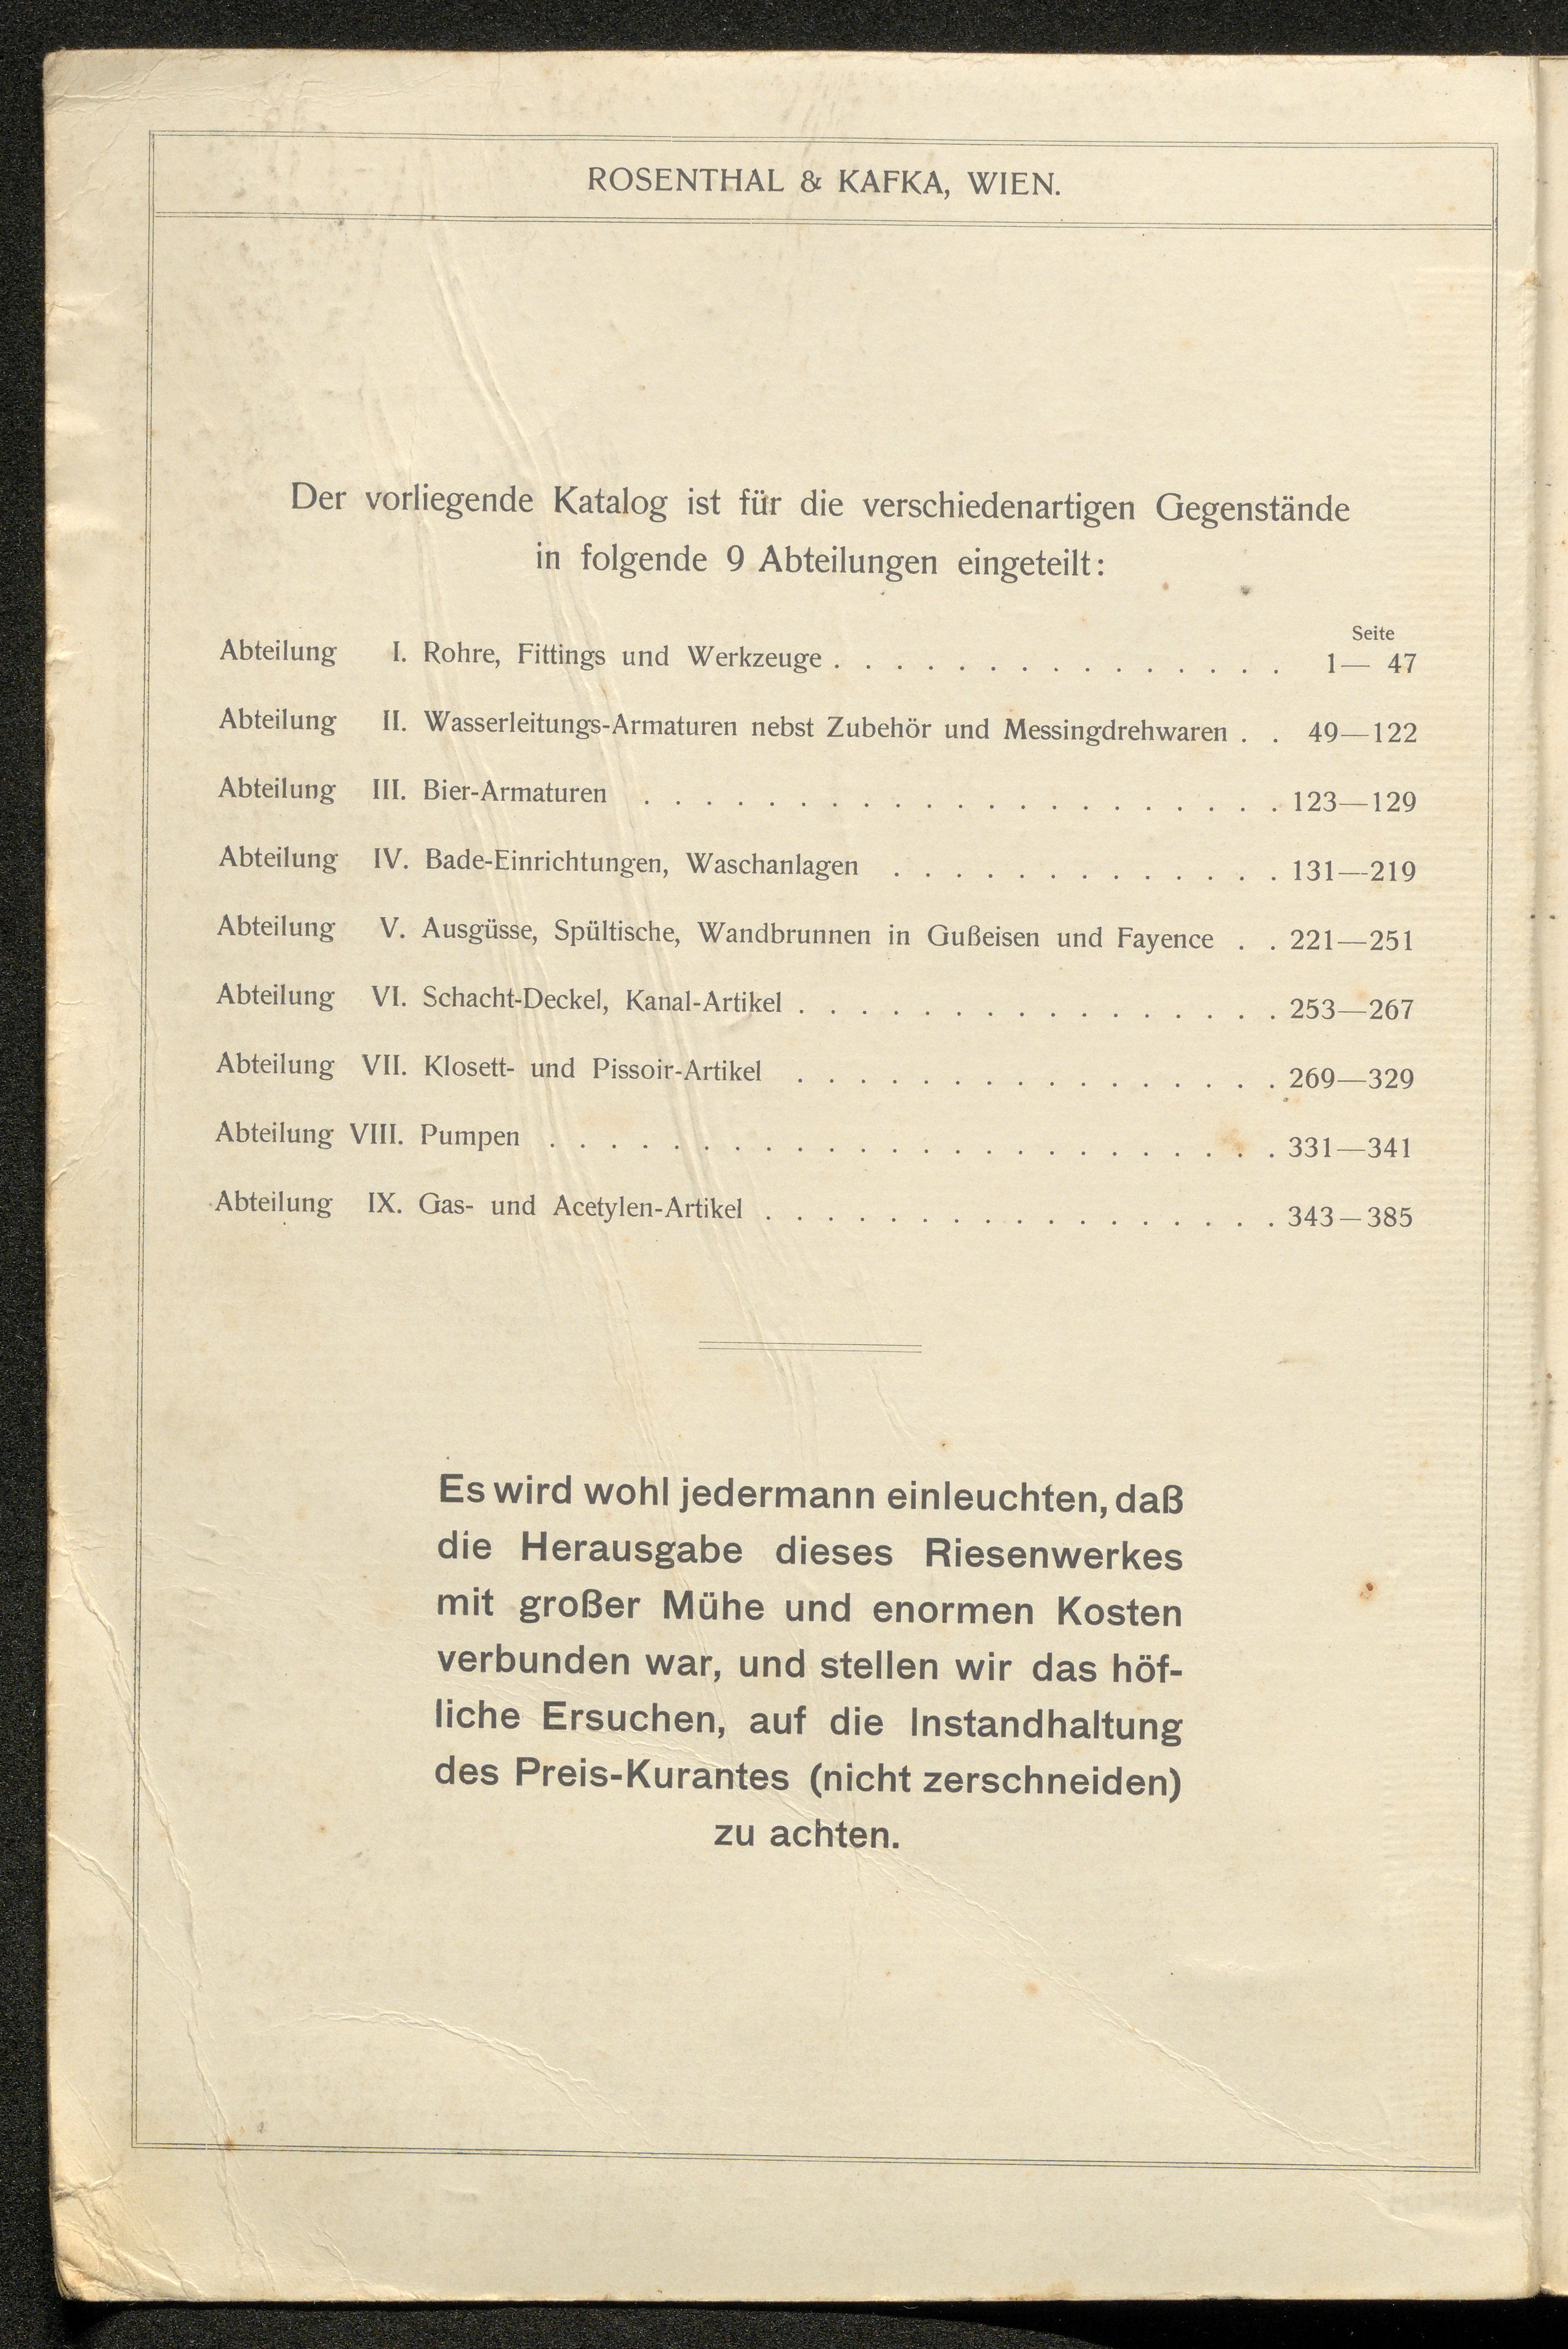 ROSENTHAL & KAFKA, WIEN.
Der vorliegende Katalog ist für die verschiedenartigen Gegenstände
in folgende 9 Abteilungen eingeteilt:
Seite
Abteilung I. Rohre, Fittings und Werkzeuge . . . . . . . . . . . . . . . 1— 47
Abteilung II. Wasserleitungs-Armaturen nebst Zubehör und Messingdrehwaren . . 49—122
Abteilung III. Bier-Armaturen . . . . . . . . . . . . . . . . . . . . . 123—129
Abteilung IV. Bade-Einrichtungen, Waschanlagen . . . . . . . . . . . . . 131—219
Abteilung V. Ausgüsse, Spültische, Wandbrunnen in Gußeisen und Fayence . . 221—251
Abteilung VI. Schacht-Deckel, Kanal-Artikel . . . . . . . . . . . . . . . . 253—267
Abteilung VII. Klosett- und Pissoir-Artikel . . . . . . . . . . . . . . . . 269—329
Abteilung VIII. Pumpen . . . . . . . . . . . . . . . . . . . . . . . . 331—341
Abteilung IX. Gas- und Acetylen-Artikel . . . . . . . . . . . . . . . . . 343—385
Es wird wohl jedermann einleuchten, daß
die Herausgabe dieses Riesenwerkes
mit großer Mühe und enormen Kosten
verbunden war, und stellen wir das höf-
liche Ersuchen, auf die Instandhaltung
des Preis-Kurantes (nicht zerschneiden)
zu achten.